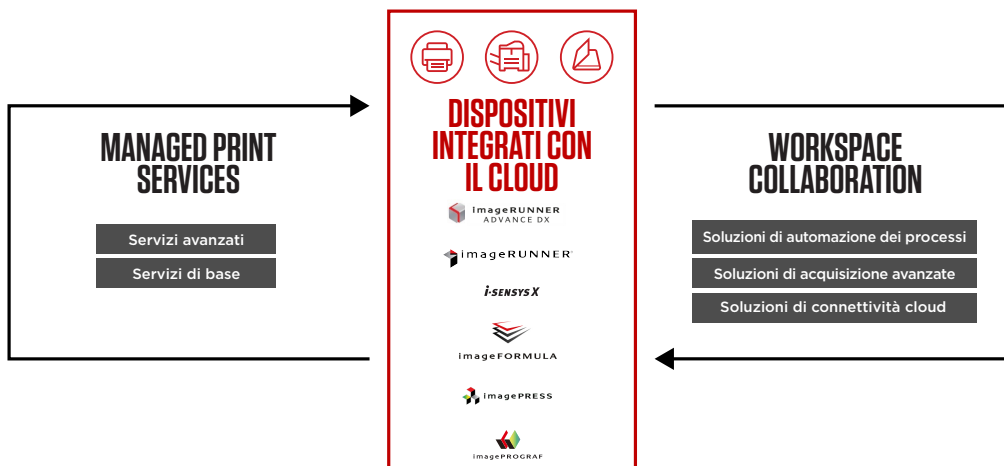 MANAGED PRINT
SERVICES
Servizi avanzati
Servizi di base
DISPOSITIVI
INTEGRATI CON
IL CLOUD
imageRUNNER
ADVANCE DX
imageRUNNER
i-SENSYS X
imageFORMULA
imagePRESS
imagePROGRAF
WORKSPACE
COLLABORATION
Soluzioni di automazione dei processi
Soluzioni di acquisizione avanzate
Soluzioni di connettività cloud